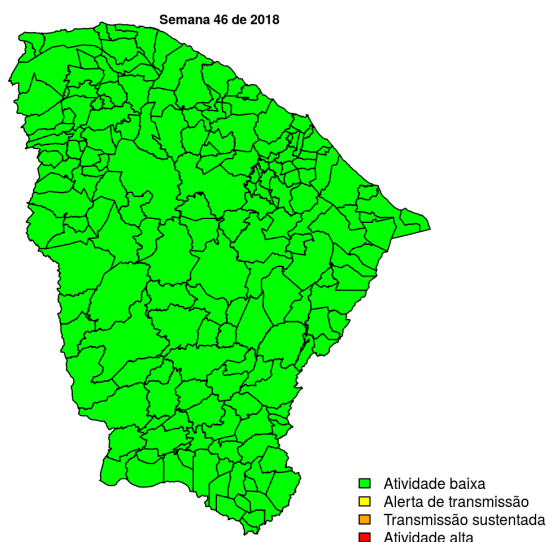 Semana 46 de 2018
Atividade baixa
Alerta de transmissão
Transmissão sustentada
Atividade alta